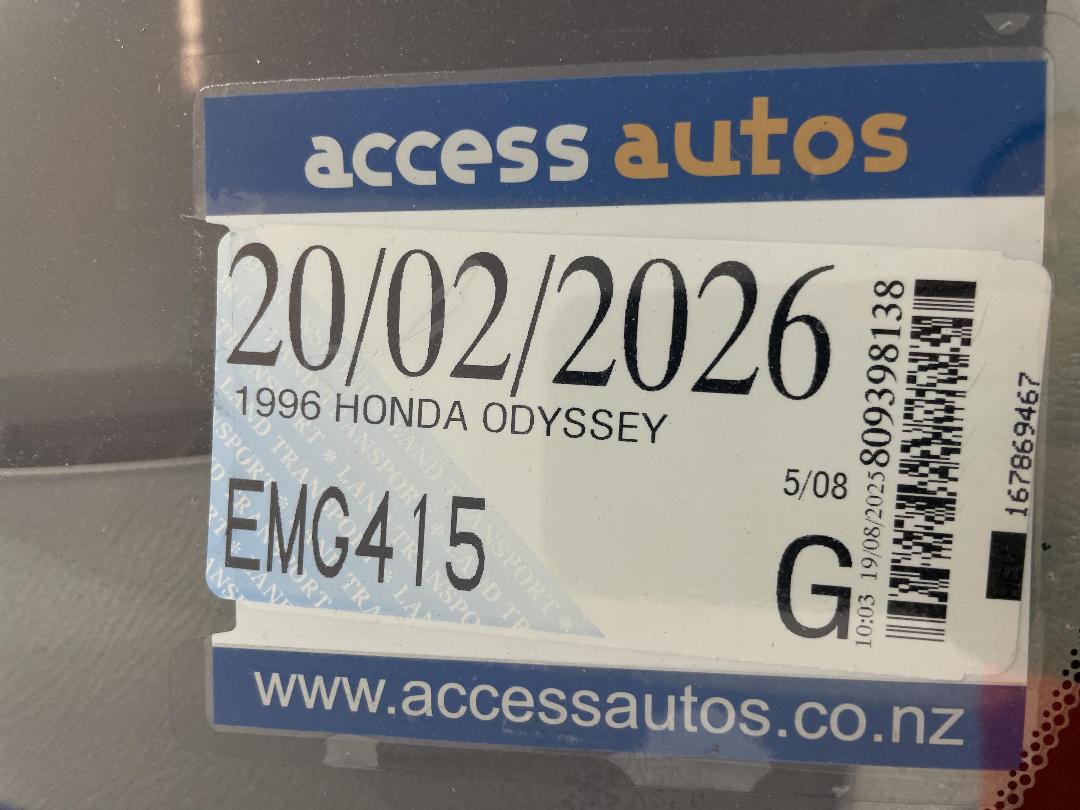 access autos
20/02/2026
1996 HONDA ODYSSEY
EMG415
5/08
G
10:03 19/08/2025 809398138
167869467
www.accessautos.co.nz